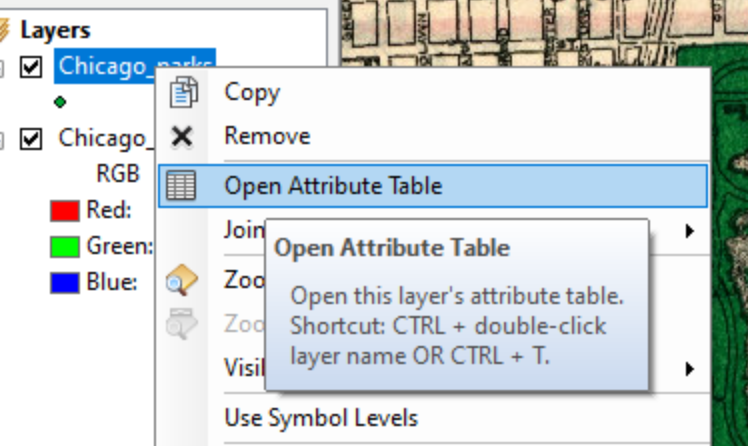 Layers
Chicago_parks
Copy
Chicago_
Remove
RGB
Open Attribute Table
Red:
Join
Open Attribute Table
Green:
Zoo
Open this layer's attribute table.
Blue:
Shortcut: CTRL + double-click
Zoo
layer name OR CTRL + T.
Visil
Use Symbol Levels